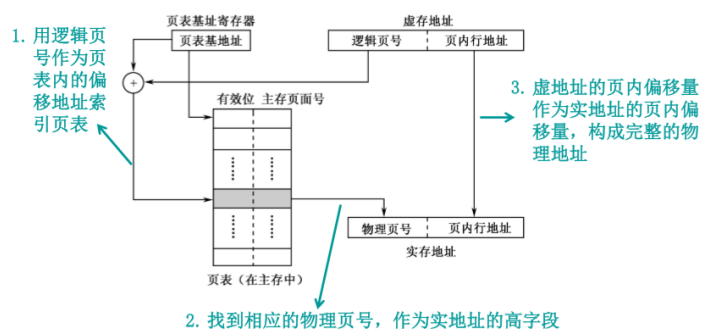 页表基址寄存器
页表基地址
虚存地址
逻辑页号
页内行地址
1. 用逻辑页
号作为页
表内的偏
移地址索
引页表
+
有效位 主存页面号
3. 虚地址的页内偏移量
作为实地址的页内偏
移量，构成完整的物
理地址
物理页号
页内行地址
实存地址
页表（在主存中）
2. 找到相应的物理页号，作为实地址的高字段